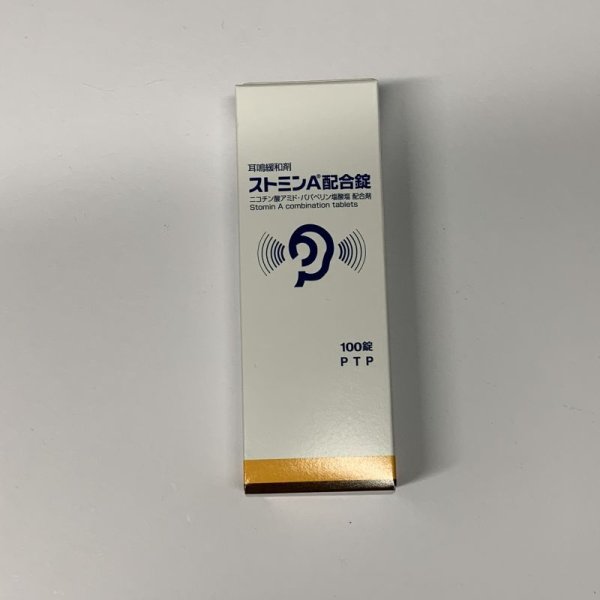 耳鳴緩和剤
ストミンA®配合錠
ニコチン酸アミド・パパベリン塩酸塩 配合剤
Stomin A combination tablets
100錠
PTP